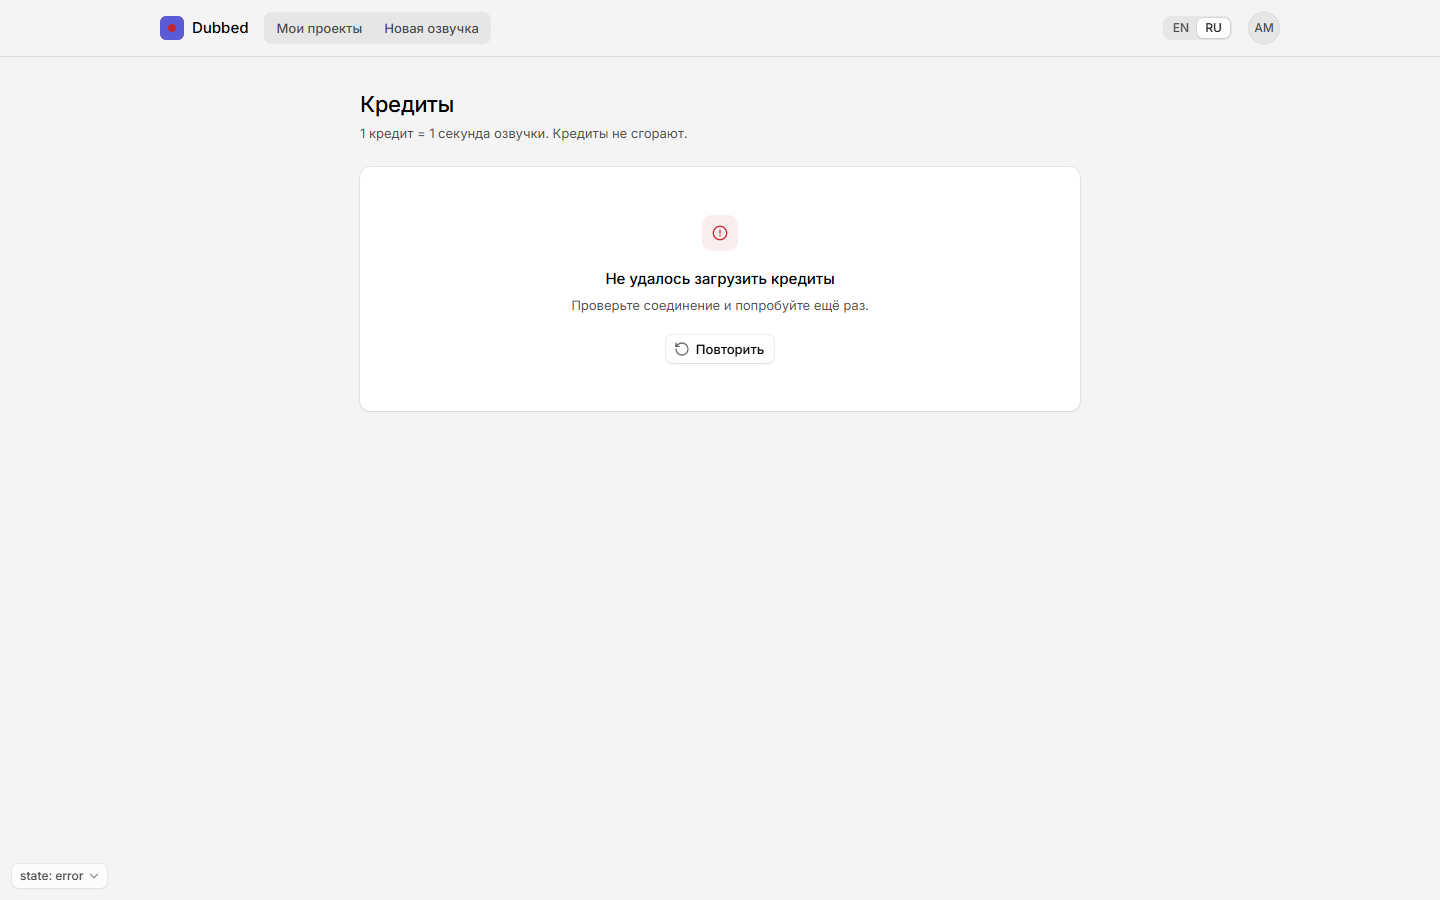 Dubbed
Мои проекты
Новая озвучка
EN
RU
AM
Кредиты
1 кредит = 1 секунда озвучки. Кредиты не сгорают.
Не удалось загрузить кредиты
Проверьте соединение и попробуйте ещё раз.
Повторить
state: error